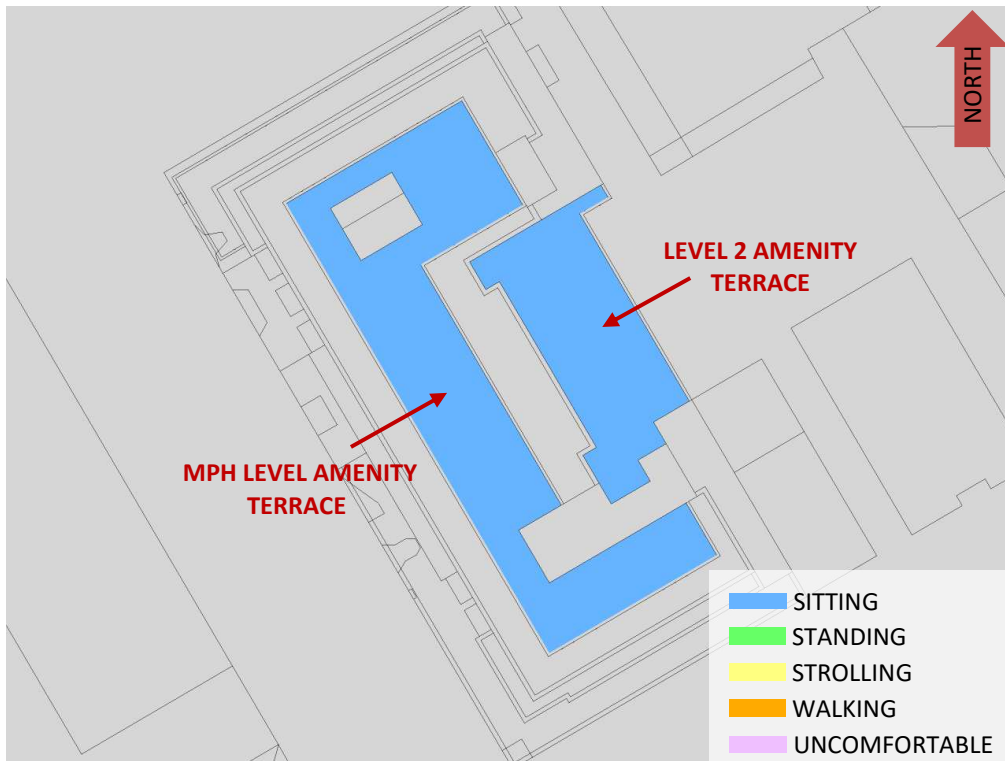 NORTH
LEVEL 2 AMENITY
TERRACE
MPH LEVEL AMENITY
TERRACE
SITTING
STANDING
STROLLING
WALKING
UNCOMFORTABLE